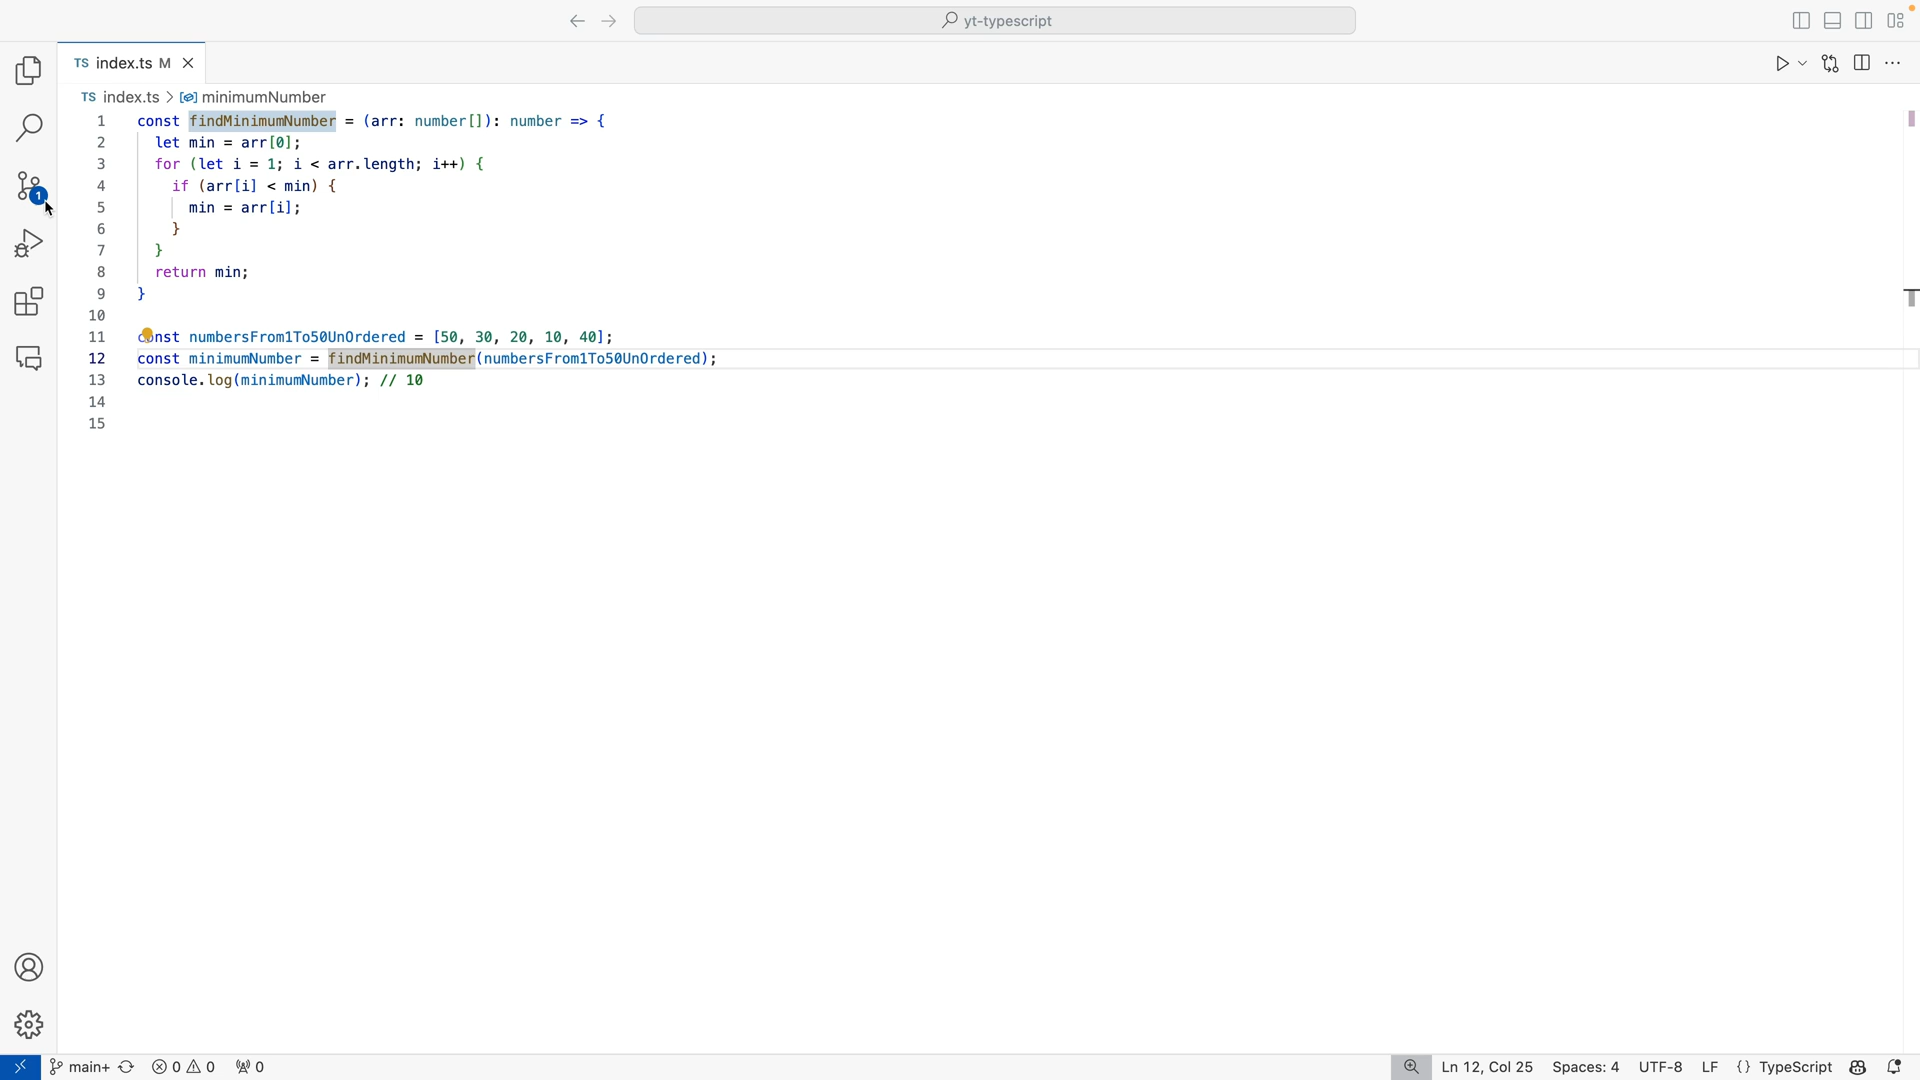 yt-typescript
TS index.ts M
TS index.ts > minimumNumber
1 const findMinimumNumber = (arr: number[]): number => {
2 let min = arr[0];
3 for (let i = 1; i < arr.length; i++) {
4 if (arr[i] < min) {
5 min = arr[i];
6 }
7 }
8 return min;
9 }
10
11 const numbersFrom1To50UnOrdered = [50, 30, 20, 10, 40];
12 const minimumNumber = findMinimumNumber(numbersFrom1To50UnOrdered);
13 console.log(minimumNumber); // 10
14
15
1
main+ 0 0 0 Ln 12, Col 25 Spaces: 4 UTF-8 LF {} TypeScript